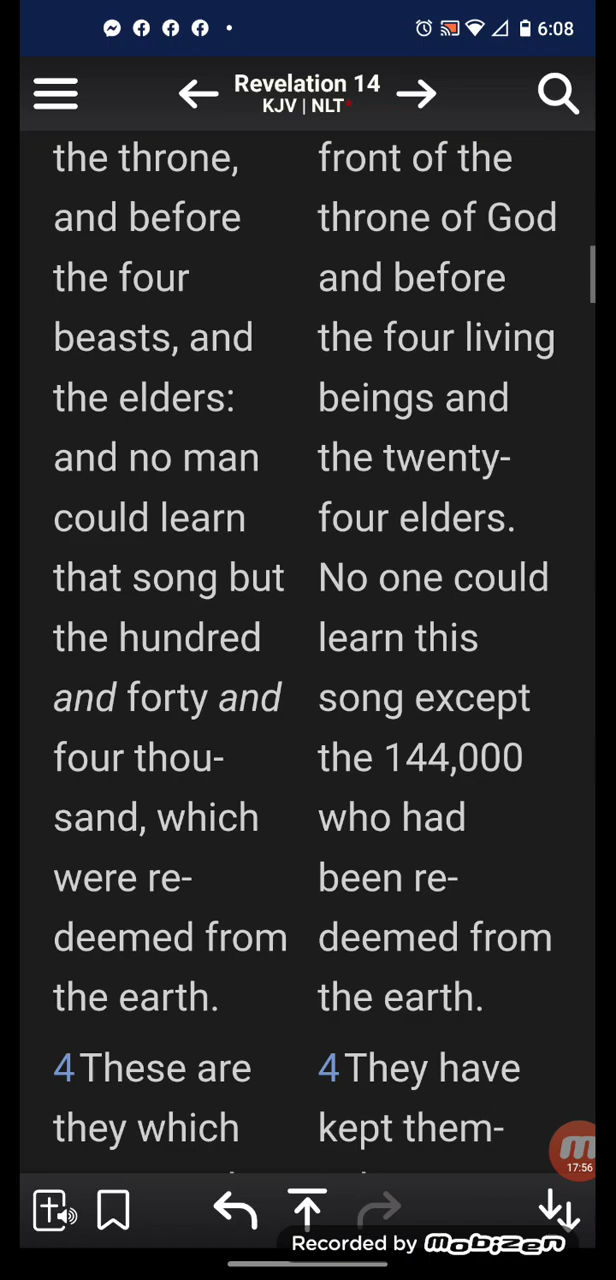 6:08
Revelation 14
KJV | NLT*
the throne,
and before
the four
beasts, and
the elders:
and no man
could learn
that song but
the hundred
and forty and
four thou-
sand, which
were re-
deemed from
the earth.
4 These are
they which
front of the
throne of God
and before
the four living
beings and
the twenty-
four elders.
No one could
learn this
song except
the 144,000
who had
been re-
deemed from
the earth.
4 They have
kept them-
17:56
Recorded by mobizen